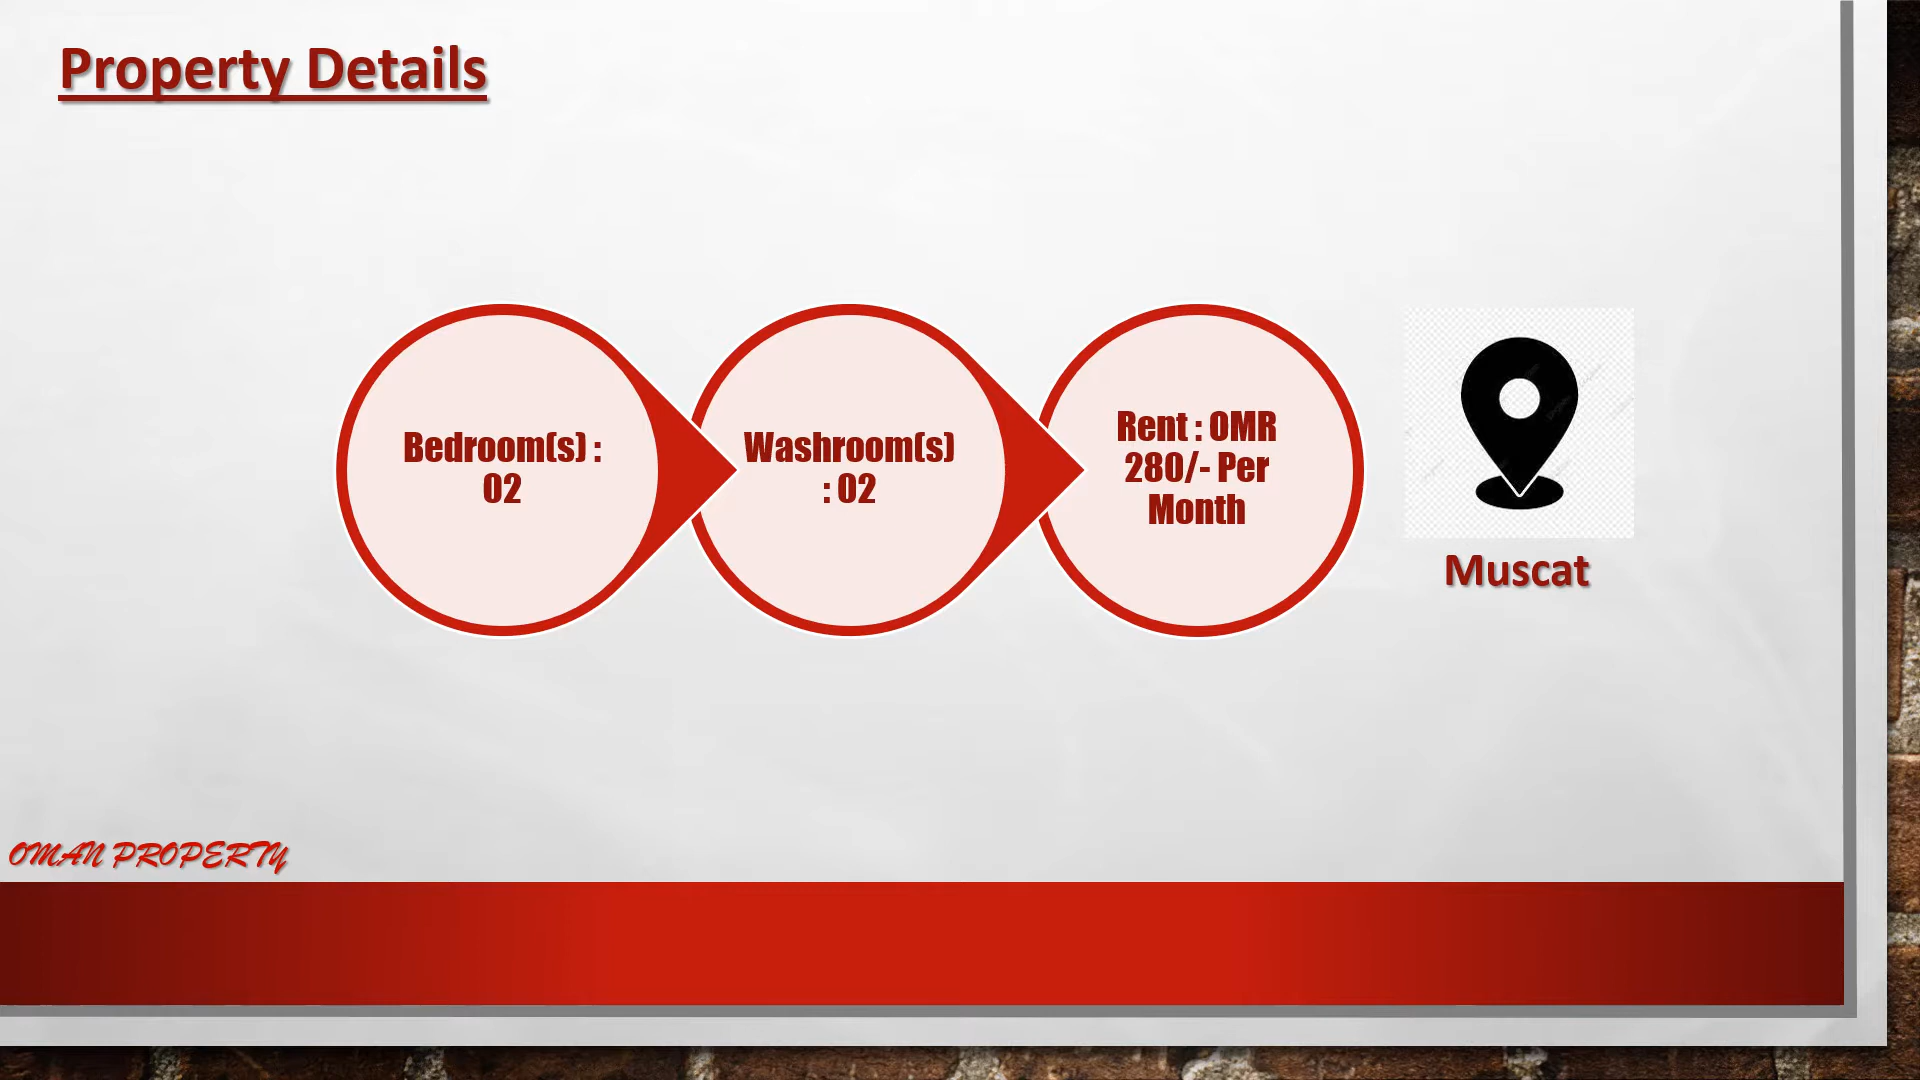 Property Details
Bedroom(s) :
02
Washroom(s)
: 02
Rent : OMR
280/- Per
Month
Muscat
OMAN PROPERTY